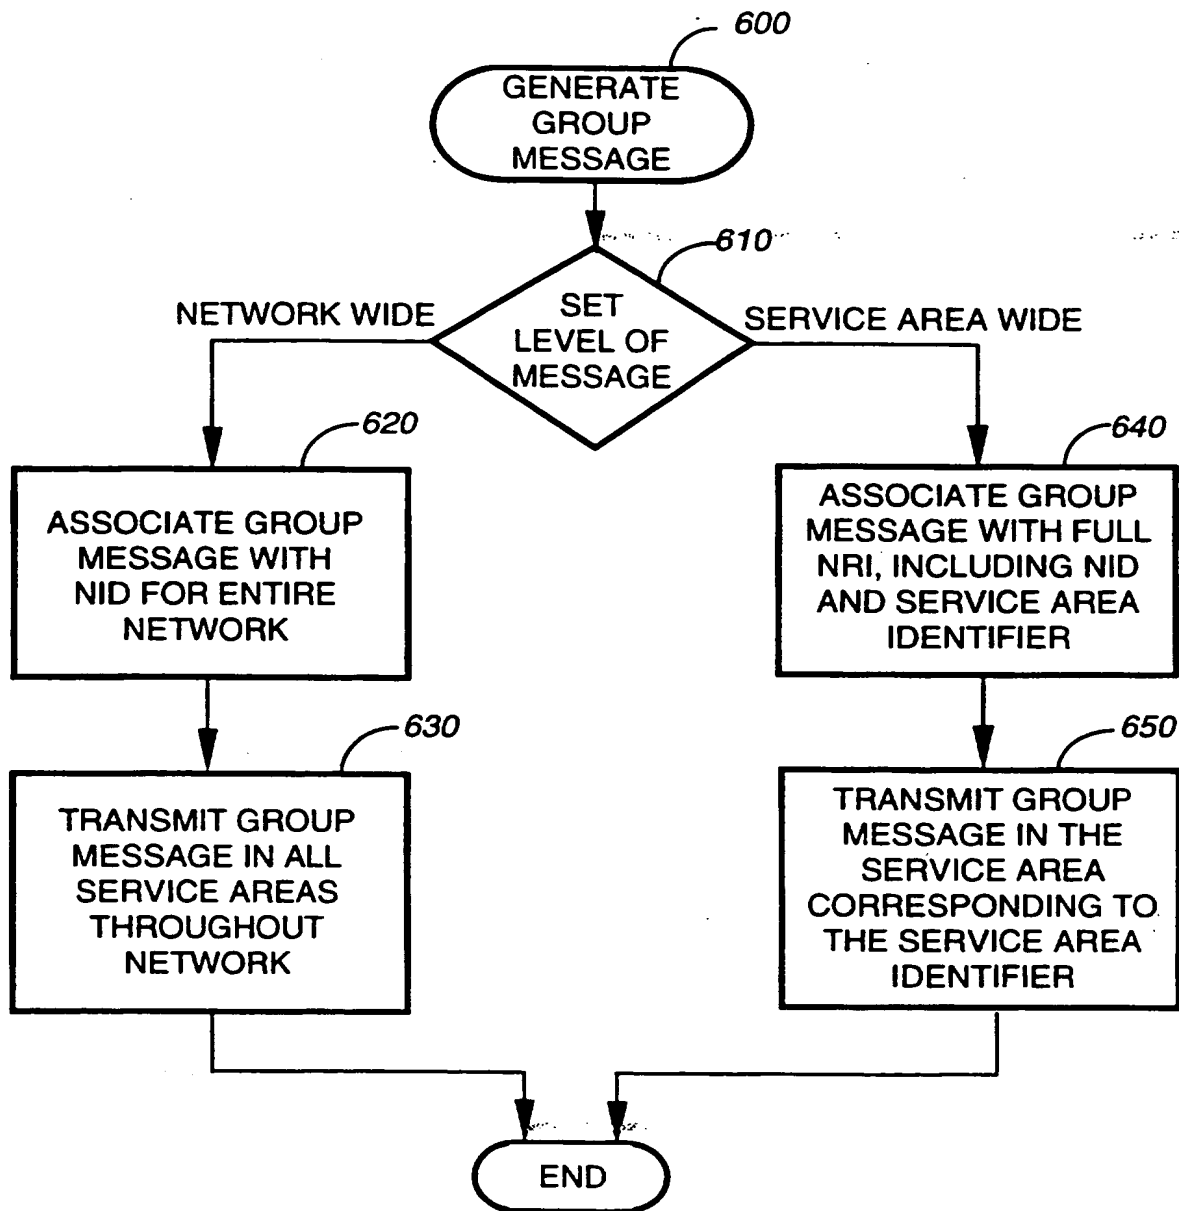 600
GENERATE
GROUP
MESSAGE
610
SET
LEVEL OF
MESSAGE
NETWORK WIDE
SERVICE AREA WIDE
620
ASSOCIATE GROUP
MESSAGE WITH
NID FOR ENTIRE
NETWORK
640
ASSOCIATE GROUP
MESSAGE WITH FULL
NRI, INCLUDING NID
AND SERVICE AREA
IDENTIFIER
630
TRANSMIT GROUP
MESSAGE IN ALL
SERVICE AREAS
THROUGHOUT
NETWORK
650
TRANSMIT GROUP
MESSAGE IN THE
SERVICE AREA
CORRESPONDING TO
THE SERVICE AREA
IDENTIFIER
END